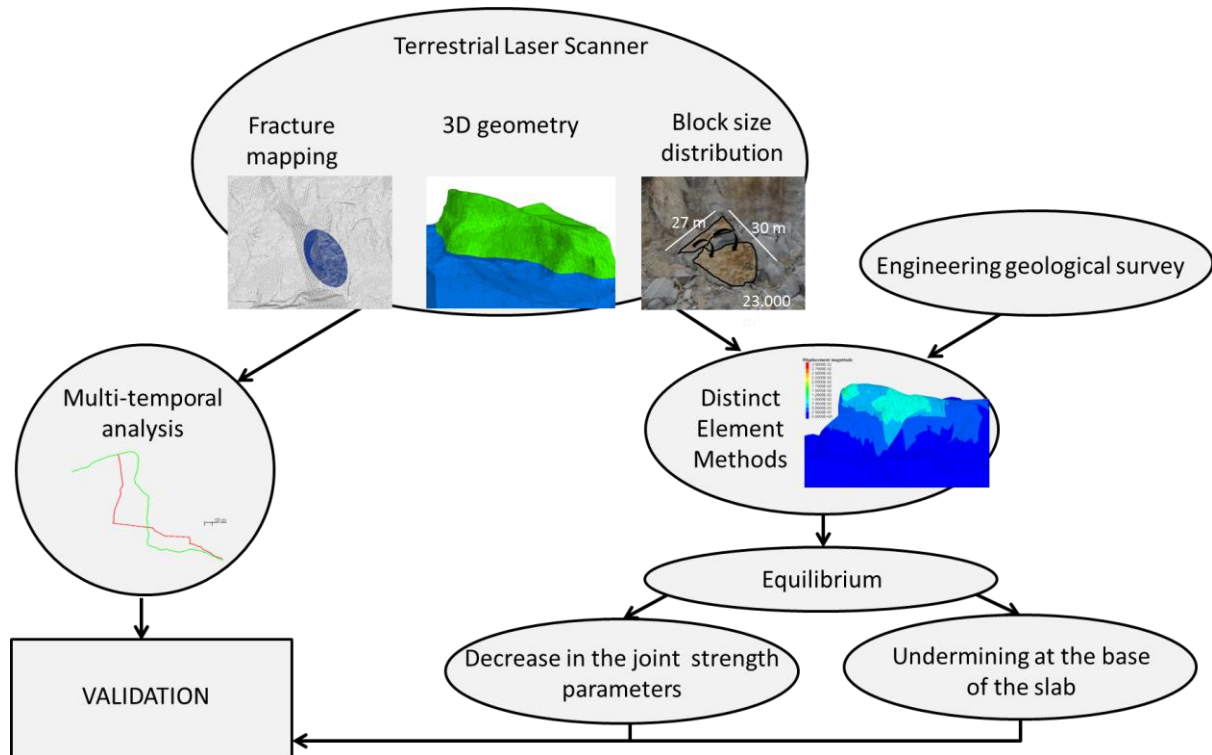 Terrestrial Laser Scanner
Fracture
mapping
3D geometry
Block size
distribution
27 m
30 m
23.000
Engineering geological survey
Multi-temporal
analysis
Distinct
Element
Methods
Displacement magnitude
Equilibrium
Decrease in the joint strength
parameters
Undermining at the base
of the slab
VALIDATION